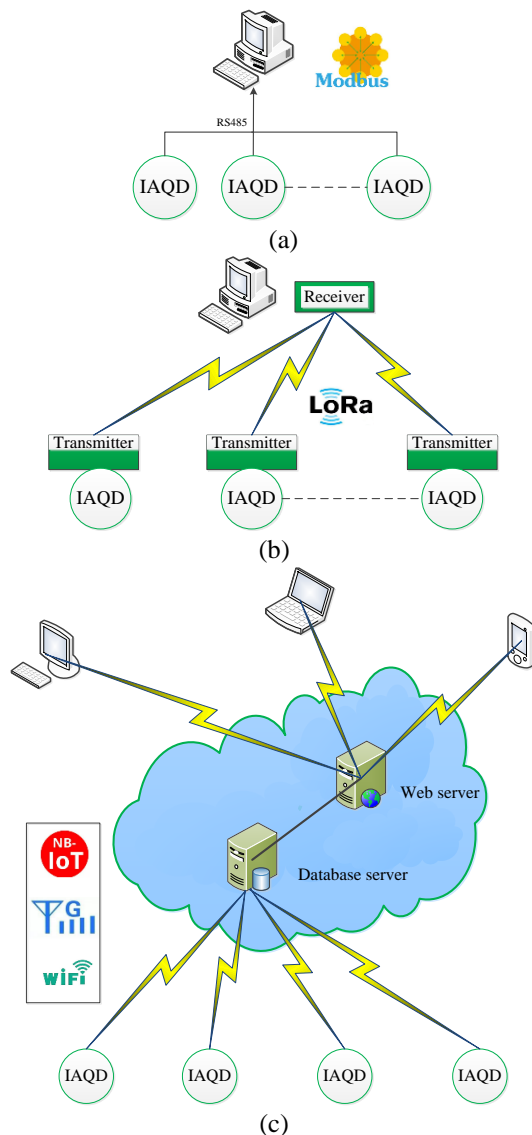 Modbus
RS485
IAQD
IAQD
IAQD
(a)
Receiver
LoRa
Transmitter
Transmitter
Transmitter
IAQD
IAQD
IAQD
(b)
Web server
NB-
IoT
Database server
G
WiFi
IAQD
IAQD
IAQD
IAQD
(c)